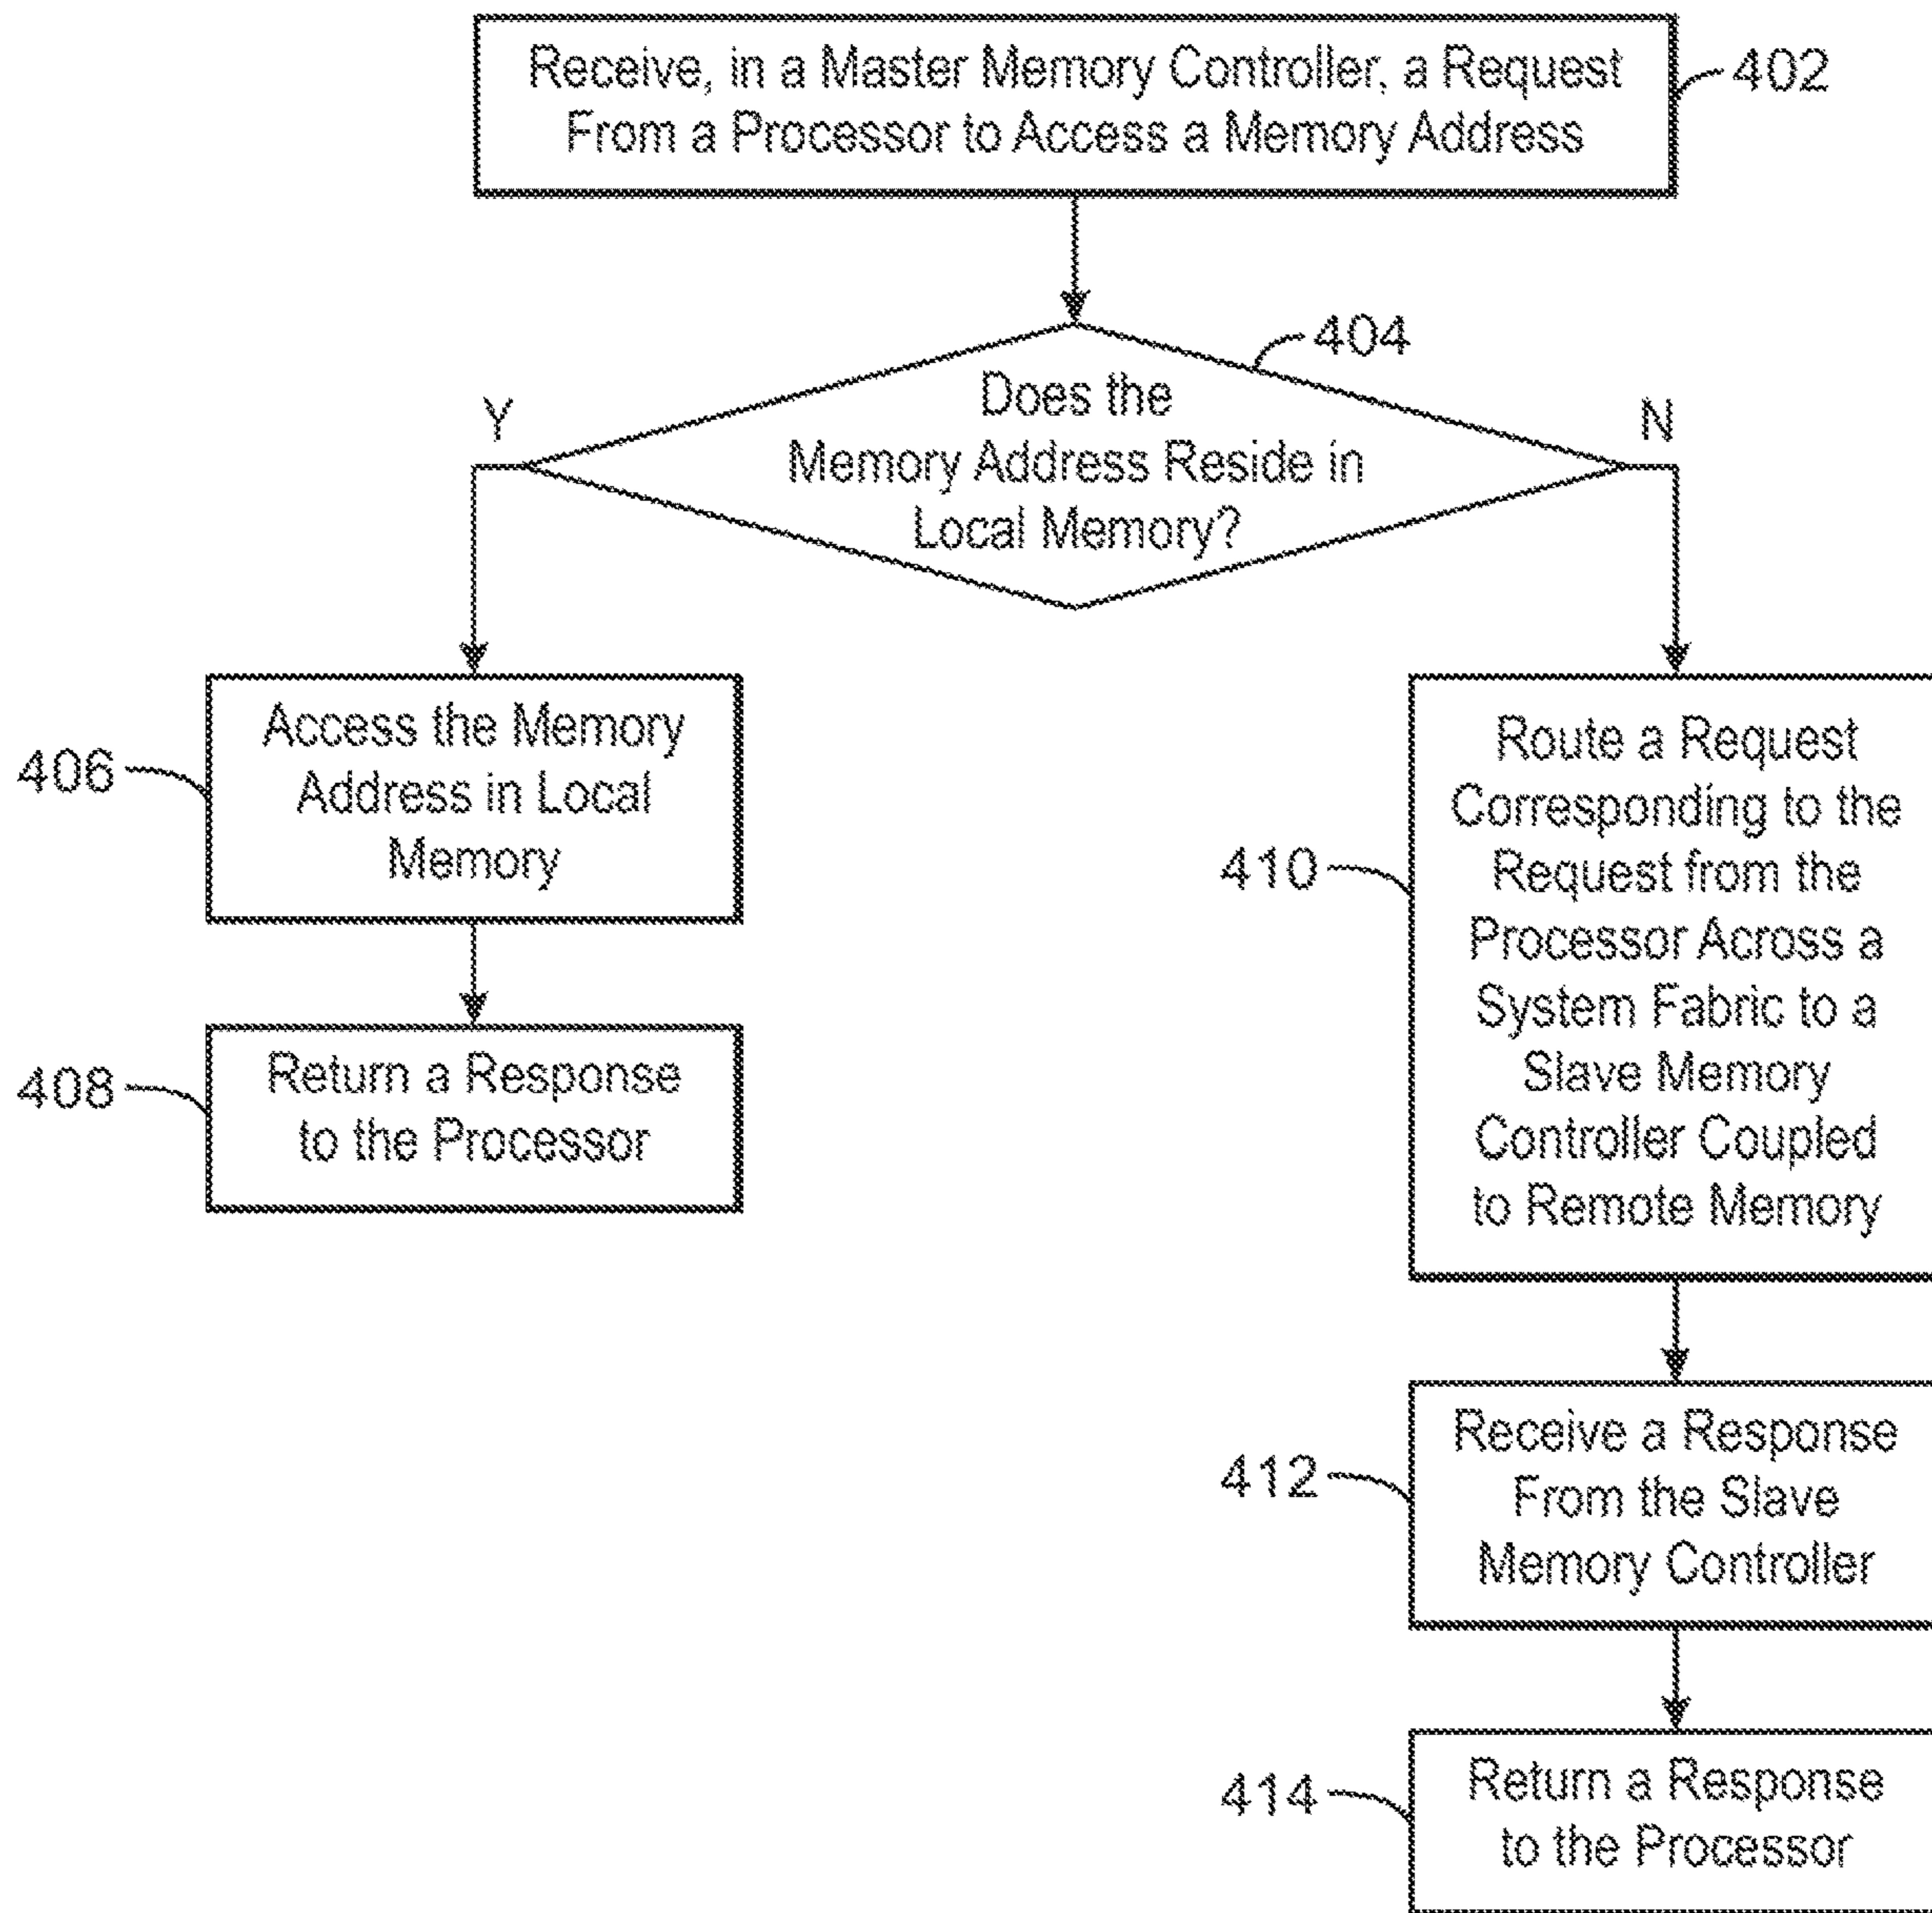 Receive, in a Master Memory Controller, a Request
From a Processor to Access a Memory Address
402
404
Does the
Memory Address Reside in
Local Memory?
Y
N
406
Access the Memory
Address in Local
Memory
408
Return a Response
to the Processor
410
Route a Request
Corresponding to the
Request from the
Processor Across a
System Fabric to a
Slave Memory
Controller Coupled
to Remote Memory
412
Receive a Response
From the Slave
Memory Controller
414
Return a Response
to the Processor